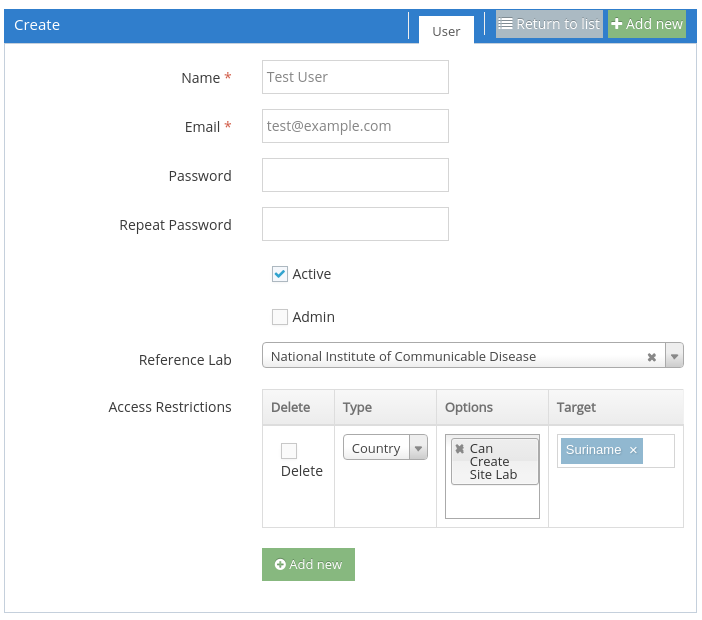 Create User Return to list Add new
Name * Test User
Email * test@example.com
Password
Repeat Password
Active
Admin
Reference Lab National Institute of Communicable Disease
Access Restrictions Delete Type Options Target
Delete Country Can Create Site Lab Suriname ×
Add new